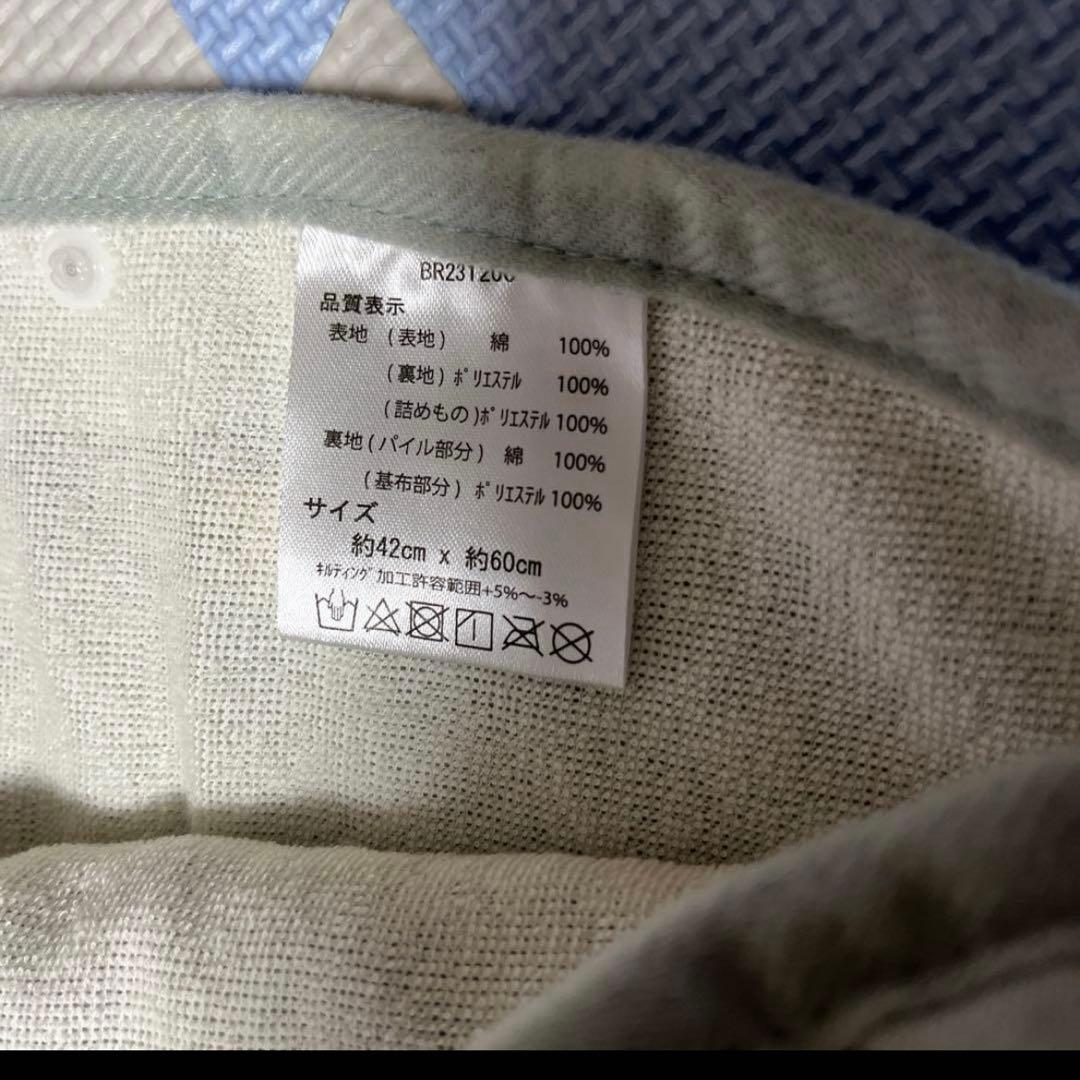 品質表示
表地 (表地) 綿 100%
(裏地) ﾎﾟﾘｴｽﾃﾙ 100%
(詰めもの)ﾎﾟﾘｴｽﾃﾙ 100%
裏地(パイル部分) 綿 100%
(基布部分) ﾎﾟﾘｴｽﾃﾙ 100%
サイズ
約42cm x 約60cm
ｷﾙﾃｨﾝｸﾞ加工許容範囲+5%〜-3%